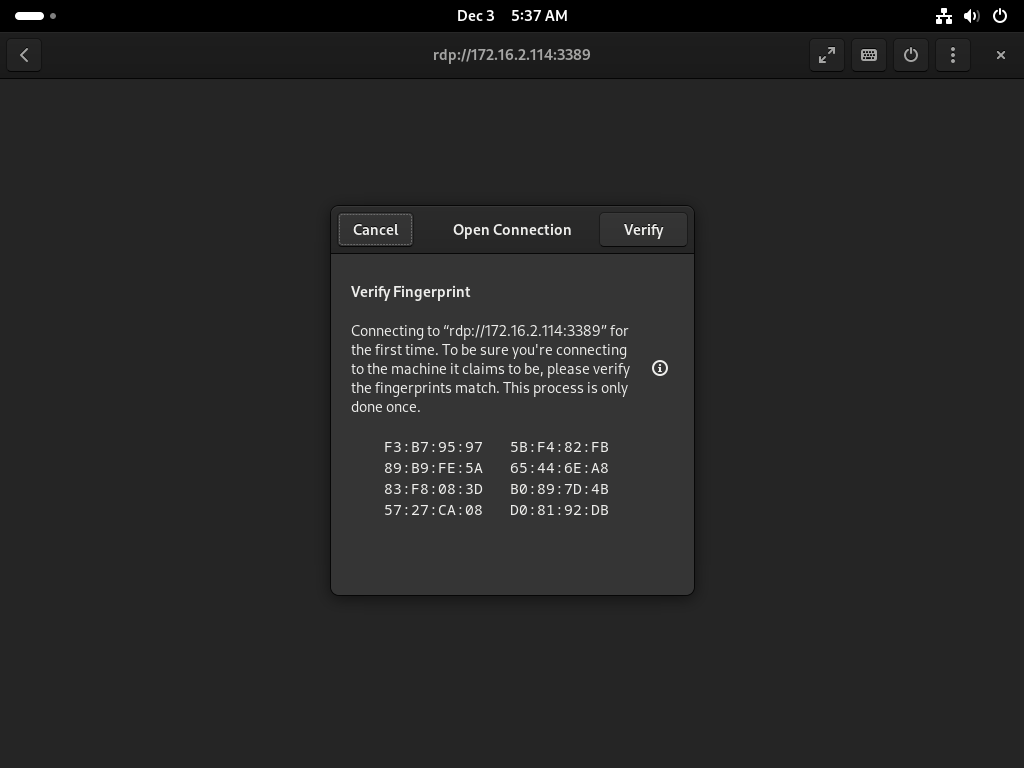 Dec 3 5:37 AM
rdp://172.16.2.114:3389
Cancel
Open Connection
Verify
Verify Fingerprint
Connecting to “rdp://172.16.2.114:3389” for
the first time. To be sure you're connecting
to the machine it claims to be, please verify
the fingerprints match. This process is only
done once.
F3:B7:95:97 5B:F4:82:FB
89:B9:FE:5A 65:44:6E:A8
83:F8:08:3D B0:89:7D:4B
57:27:CA:08 D0:81:92:DB